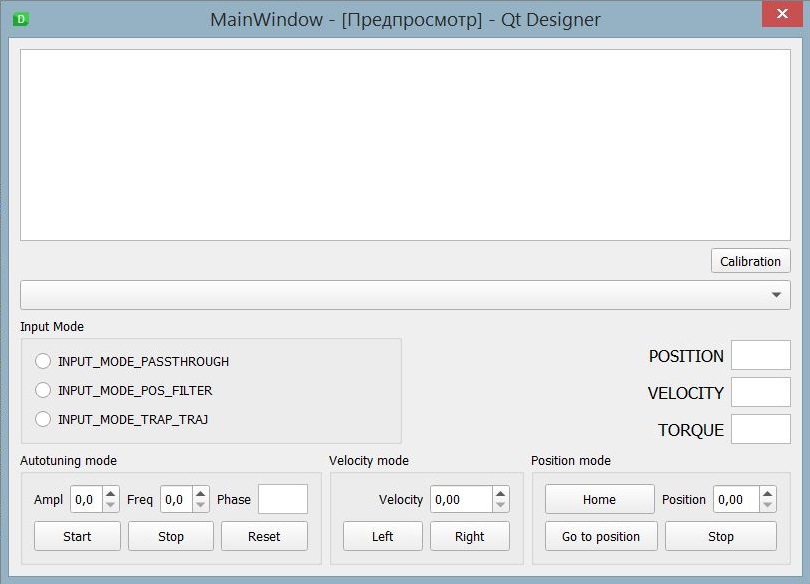 D MainWindow - [Предпросмотр] - Qt Designer
Calibration
Input Mode
INPUT_MODE_PASSTHROUGH
INPUT_MODE_POS_FILTER
INPUT_MODE_TRAP_TRAJ
POSITION
VELOCITY
TORQUE
Autotuning mode
Ampl 0,0 Freq 0,0 Phase
Start Stop Reset
Velocity mode
Velocity 0,00
Left Right
Position mode
Home Position 0,00
Go to position Stop